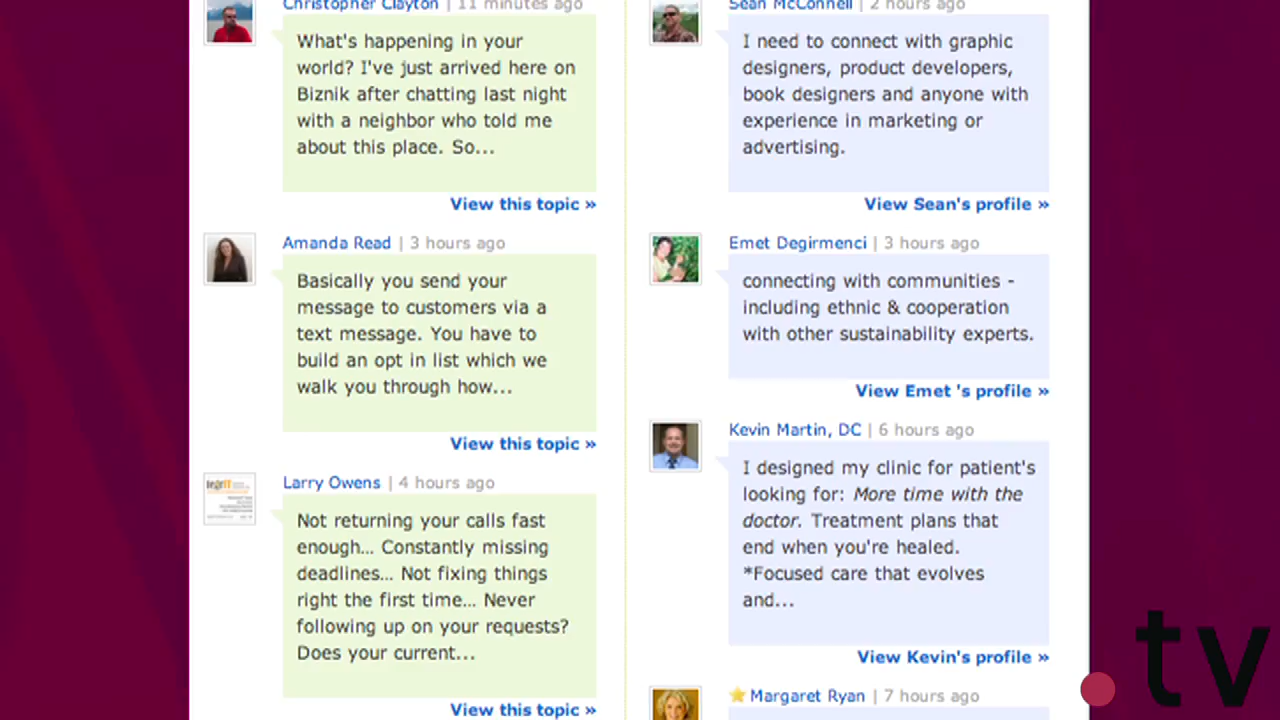 Christopher Clayton | 11 minutes ago
What's happening in your
world? I've just arrived here on
Biznik after chatting last night
with a neighbor who told me
about this place. So...
View this topic »
Amanda Read | 3 hours ago
Basically you send your
message to customers via a
text message. You have to
build an opt in list which we
walk you through how...
View this topic »
Larry Owens | 4 hours ago
Not returning your calls fast
enough... Constantly missing
deadlines... Not fixing things
right the first time... Never
following up on your requests?
Does your current...
View this topic »
Sean McConnell | 2 hours ago
I need to connect with graphic
designers, product developers,
book designers and anyone with
experience in marketing or
advertising.
View Sean's profile »
Emet Degirmenci | 3 hours ago
connecting with communities -
including ethnic & cooperation
with other sustainability experts.
View Emet 's profile »
Kevin Martin, DC | 6 hours ago
I designed my clinic for patient's
looking for: More time with the
doctor. Treatment plans that
end when you're healed.
*Focused care that evolves
and...
View Kevin's profile »
Margaret Ryan | 7 hours ago
.tv